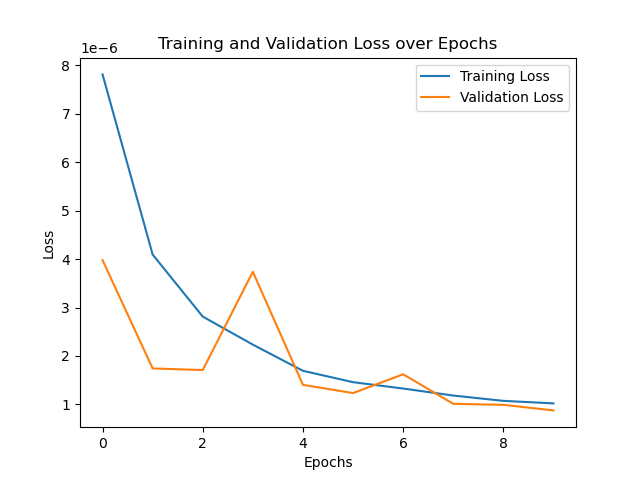 Training and Validation Loss over Epochs
1e−6
Training Loss
Validation Loss
8
7
6
5
4
3
2
1
Loss
0 2 4 6 8
Epochs